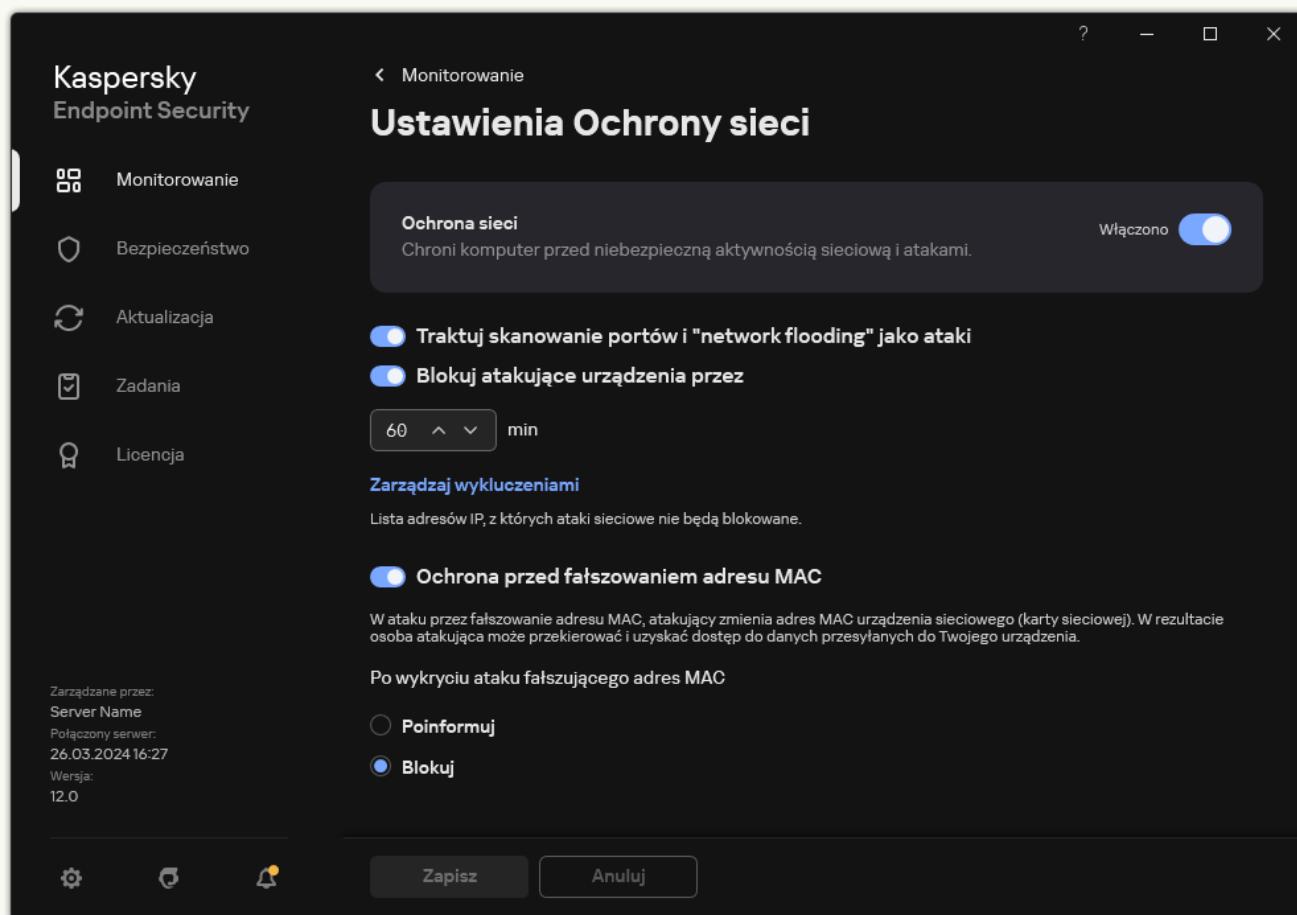 ?
Kaspersky
Endpoint Security
Monitorowanie
Bezpieczeństwo
Aktualizacja
Zadania
Licencja
Zarządzane przez:
Server Name
Połączony serwer:
26.03.2024 16:27
Wersja:
12.0
Monitorowanie
Ustawienia Ochrony sieci
Ochrona sieci
Chroni komputer przed niebezpieczną aktywnością sieciową i atakami.
Włączono
Traktuj skanowanie portów i "network flooding" jako ataki
Blokuj atakujące urządzenia przez
60 min
Zarządzaj wykluczeniami
Lista adresów IP, z których ataki sieciowe nie będą blokowane.
Ochrona przed fałszowaniem adresu MAC
W ataku przez fałszowanie adresu MAC, atakujący zmienia adres MAC urządzenia sieciowego (karty sieciowej). W rezultacie
osoba atakująca może przekierować i uzyskać dostęp do danych przesyłanych do Twojego urządzenia.
Po wykryciu ataku fałszującego adres MAC
Poinformuj
Blokuj
Zapisz
Anuluj